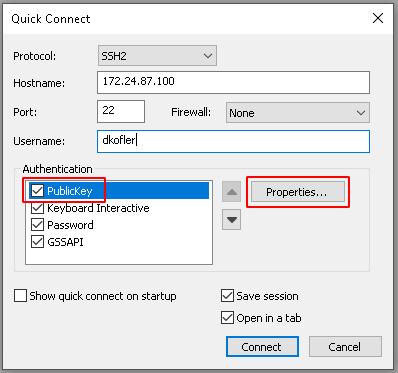 Quick Connect
Protocol: SSH2
Hostname: 172.24.87.100
Port: 22 Firewall: None
Username: dkofler
Authentication
PublicKey
Properties...
Keyboard Interactive
Password
GSSAPI
Show quick connect on startup
Save session
Open in a tab
Connect Cancel